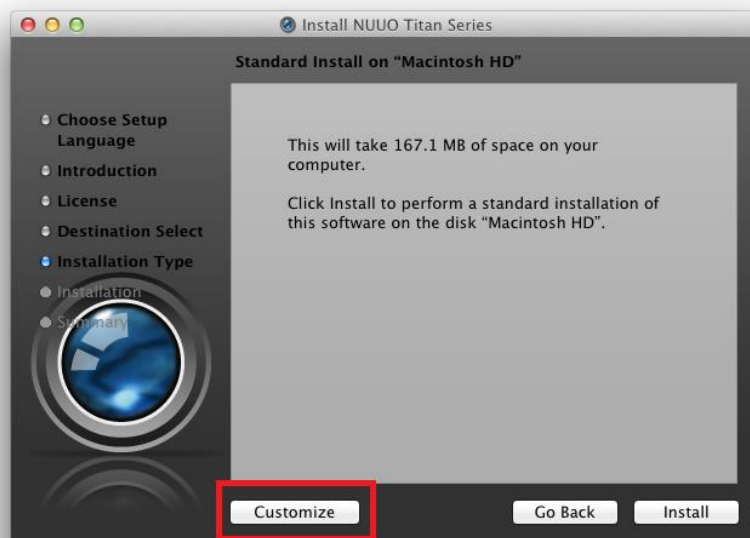 Install NUUO Titan Series
Standard Install on “Macintosh HD”
Choose Setup
Language
Introduction
License
Destination Select
Installation Type
Installation
Summary
This will take 167.1 MB of space on your
computer.
Click Install to perform a standard installation of
this software on the disk “Macintosh HD”.
Customize
Go Back
Install